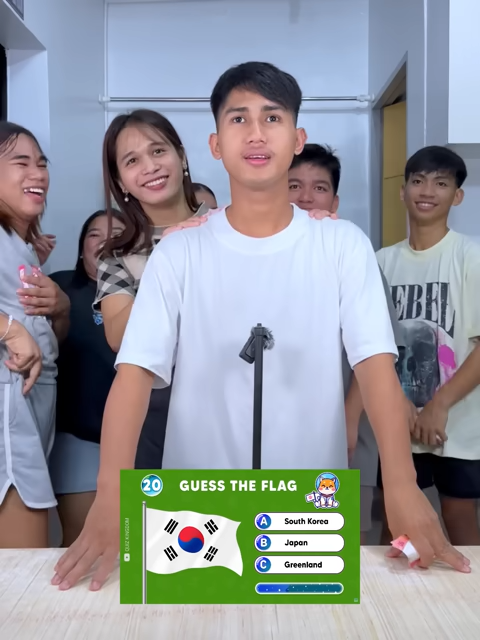 REBEL
20
GUESS THE FLAG
A South Korea
B Japan
C Greenland